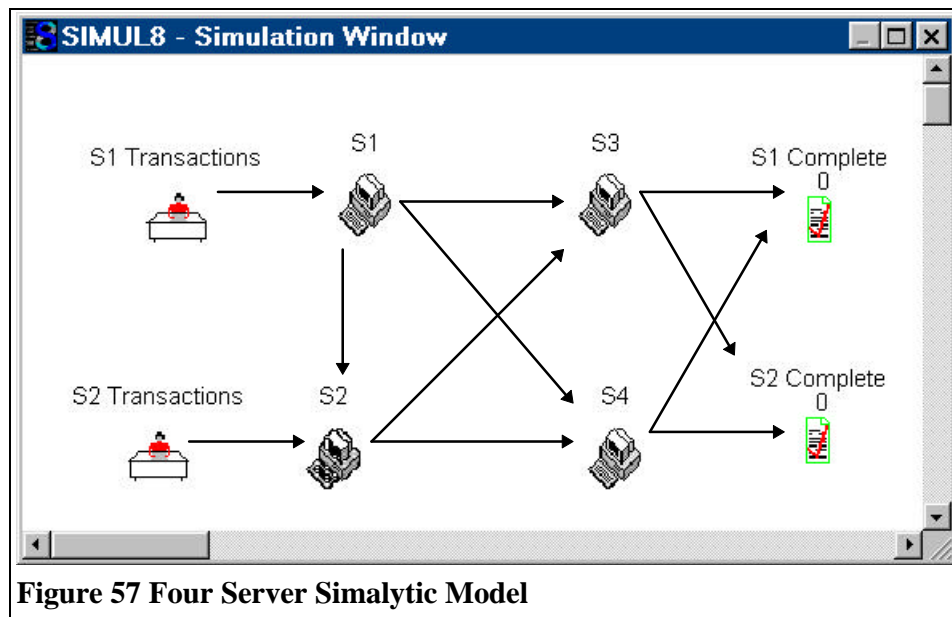 SIMUL8 - Simulation Window
S1 Transactions
S1
S3
S1 Complete
0
S2 Transactions
S2
S4
S2 Complete
0
Figure 57 Four Server Simalytic Model